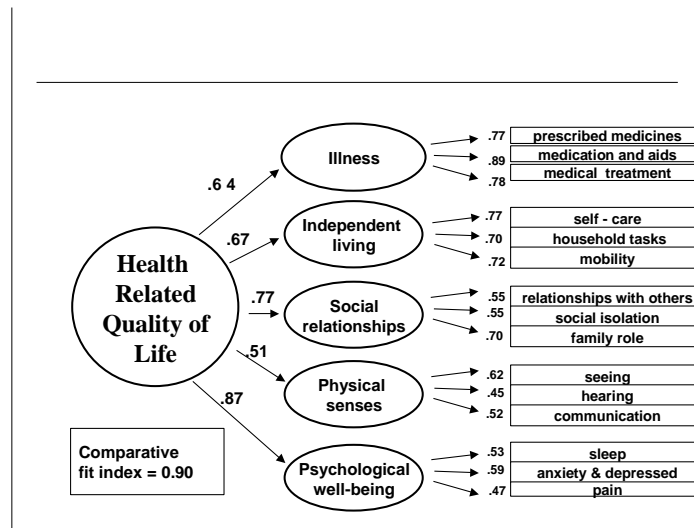 .77 prescribed medicines
Illness
.89 medication and aids
.78 medical treatment
.6 4
Independent
living
.77 self - care
.70 household tasks
.72 mobility
.67
Health
Related
Quality of
Life
.77
Social
relationships
.55 relationships with others
.55 social isolation
.70 family role
.51
Physical
senses
.62 seeing
.45 hearing
.52 communication
.87
Comparative
fit index = 0.90
Psychological
well-being
.53 sleep
.59 anxiety & depressed
.47 pain